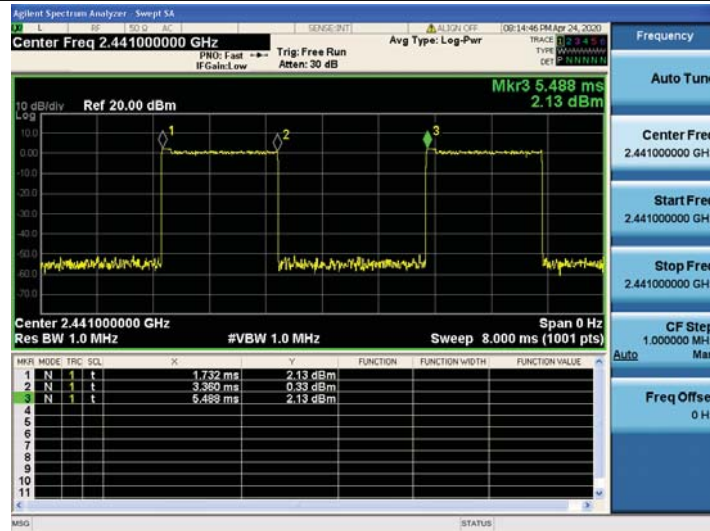 Agilent Spectrum Analyzer - Swept SA
L RF 50 Ω AC SENSE:INT ALIGN OFF 08:14:46 PM Apr 24, 2020
Center Freq 2.441000000 GHz
PNO: Fast
IFGain:Low
Trig: Free Run
Atten: 30 dB
Avg Type: Log-Pwr
TRACE 1 2 3 4 5 6
TYPE
DET P N N N N N
Mkr3 5.488 ms
2.13 dBm
10 dB/div
Log
Ref 20.00 dBm
10.0
0.00
-10.0
-20.0
-30.0
-40.0
-50.0
-60.0
-70.0
1
2
3
Center 2.441000000 GHz
Span 0 Hz
Res BW 1.0 MHz
#VBW 1.0 MHz
Sweep 8.000 ms (1001 pts)
MKR MODE TRC SCL X Y FUNCTION FUNCTION WIDTH FUNCTION VALUE
1 N 1 t 1.732 ms 2.13 dBm
2 N 1 t 3.360 ms 0.33 dBm
3 N 1 t 5.488 ms 2.13 dBm
4
5
6
7
8
9
10
11
MSG
STATUS
Frequency
Auto Tune
Center Freq
2.441000000 GH
Start Freq
2.441000000 GH
Stop Freq
2.441000000 GH
CF Step
1.000000 MH
Auto Man
Freq Offse
0 H